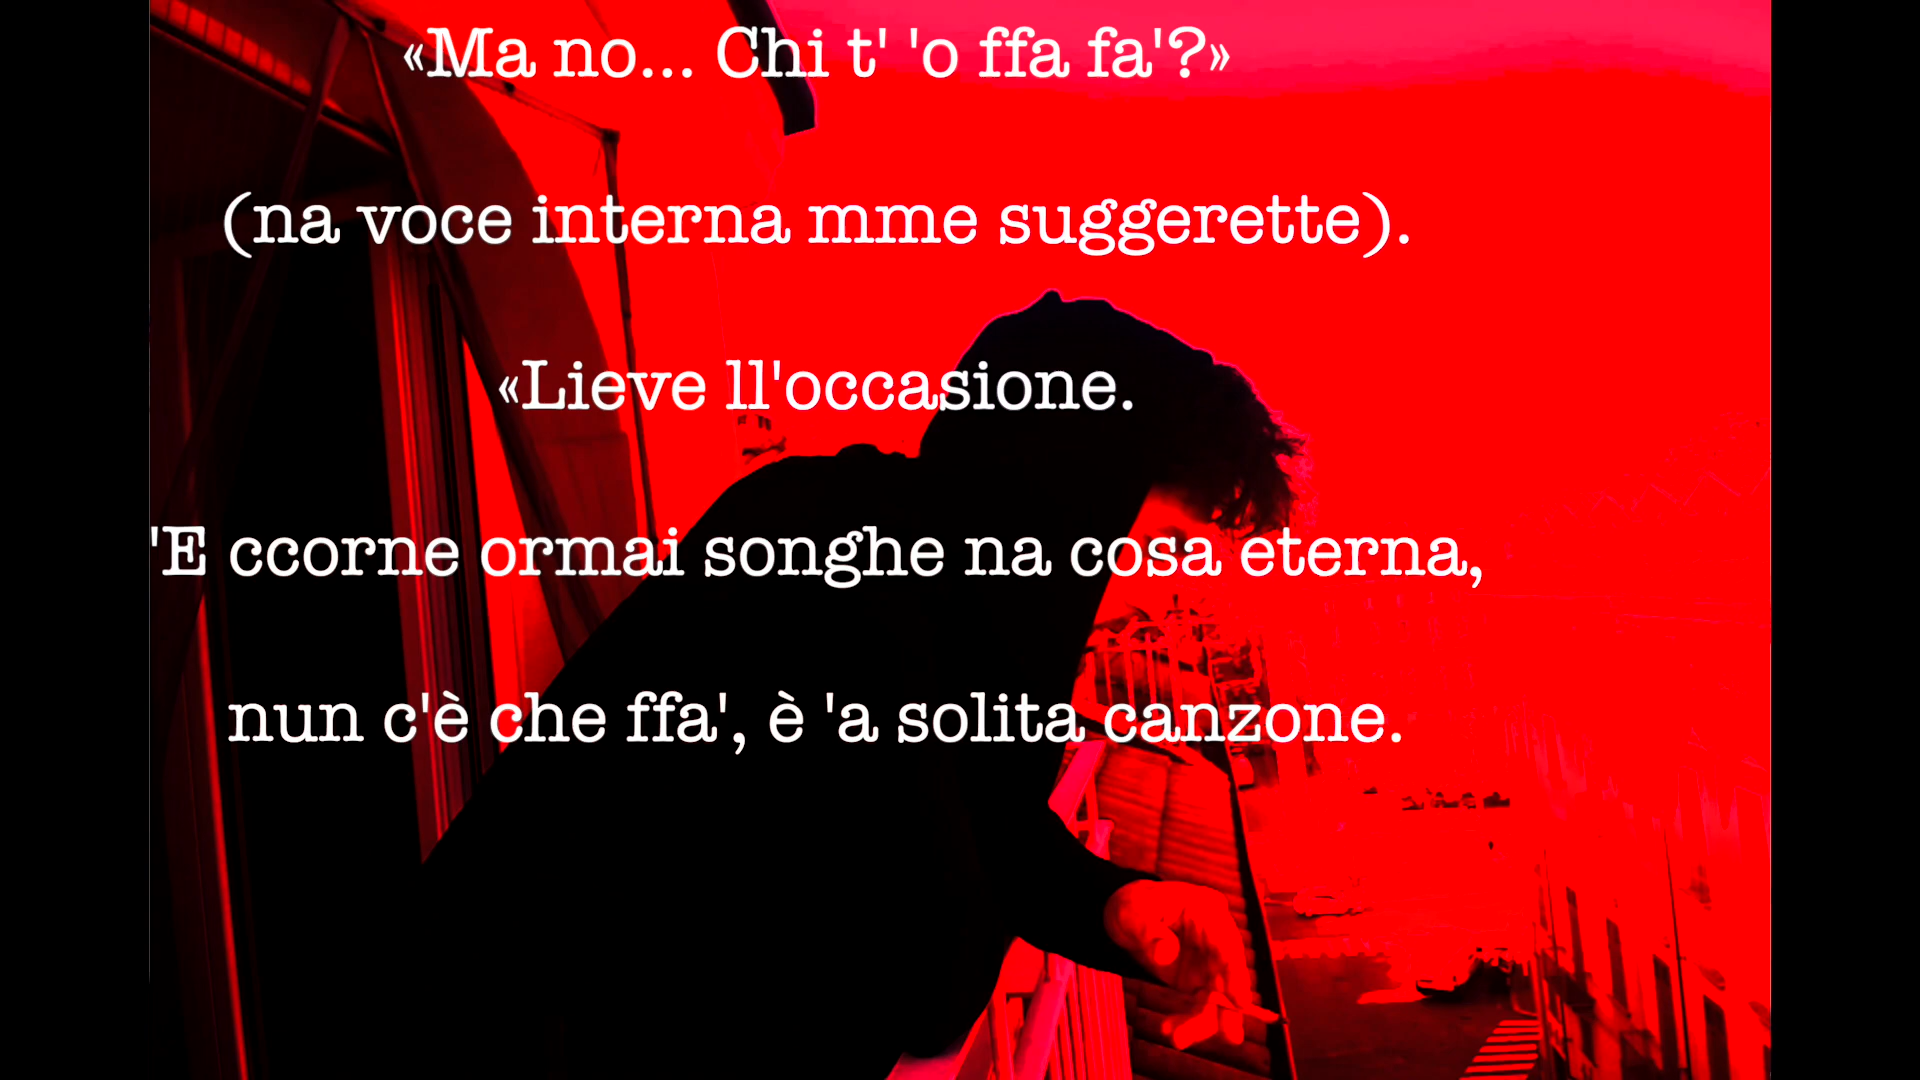 «Ma no... Chi t' 'o ffa fa'?»
(na voce interna mme suggerette).
«Lieve ll'occasione.
'E ccorne ormai songhe na cosa eterna,
nun c'è che ffa', è 'a solita canzone.